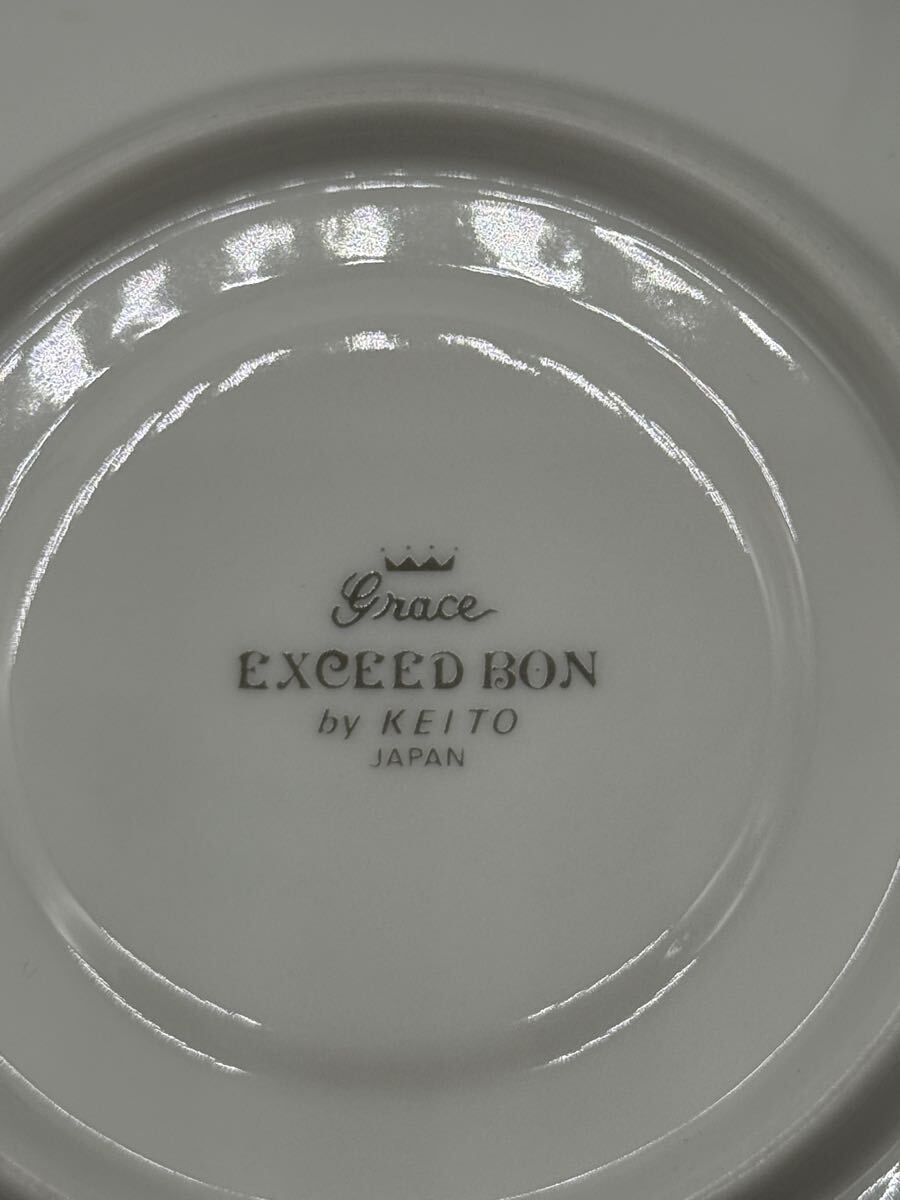 Grace
EXCEED BON
by KEITO
JAPAN